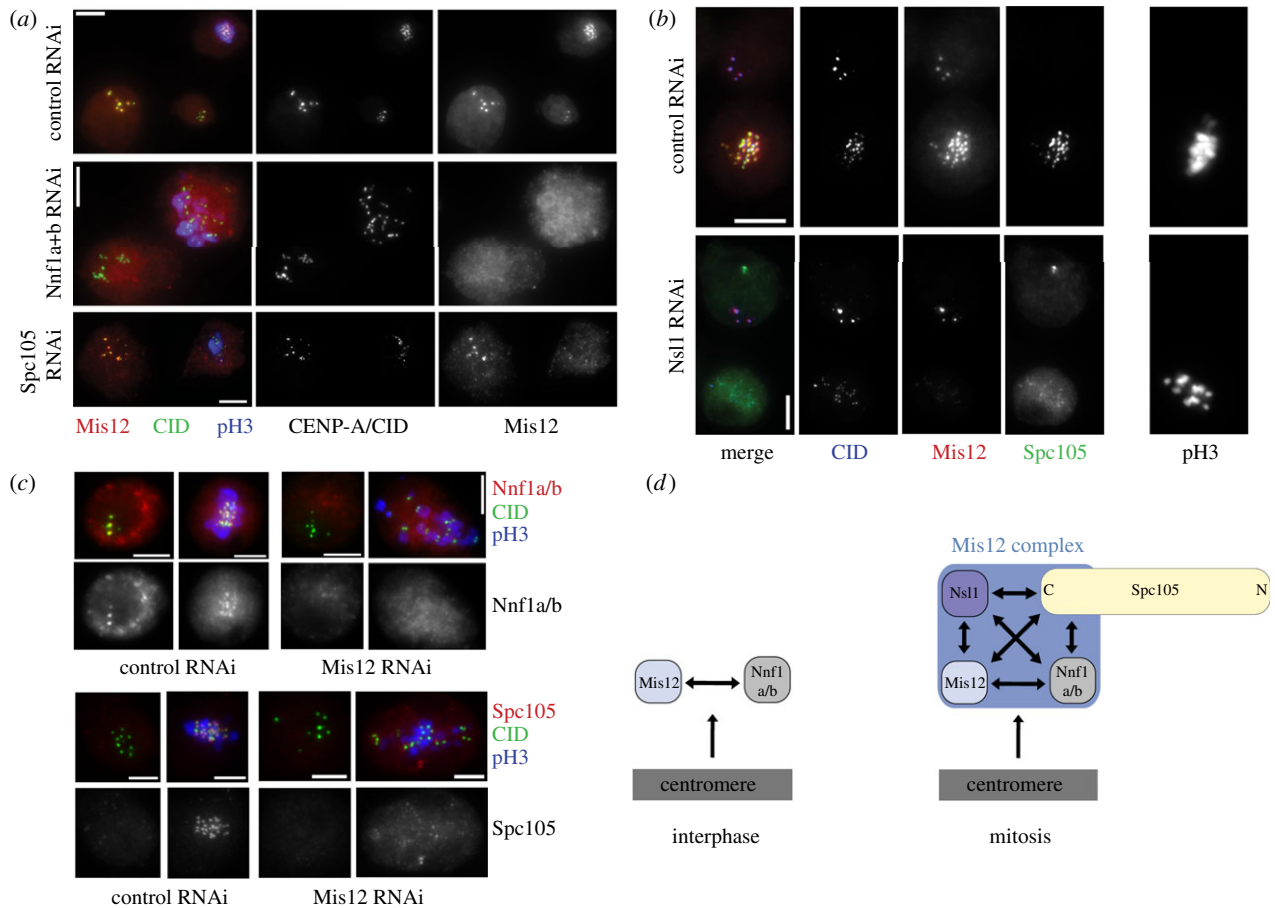 (a)
control RNAi
Nnf1a+b RNAi
Spc105
RNAi
Mis12 CID pH3 CENP-A/CID Mis12
(b)
control RNAi
Nsl1 RNAi
merge CID Mis12 Spc105 pH3
(c)
Nnf1a/b
CID
pH3
Nnf1a/b
control RNAi Mis12 RNAi
Spc105
CID
pH3
Spc105
control RNAi Mis12 RNAi
(d)
Mis12 complex
Nsl1
C Spc105 N
Mis12
Nnf1
a/b
Mis12
Nnf1
a/b
centromere
centromere
interphase
mitosis